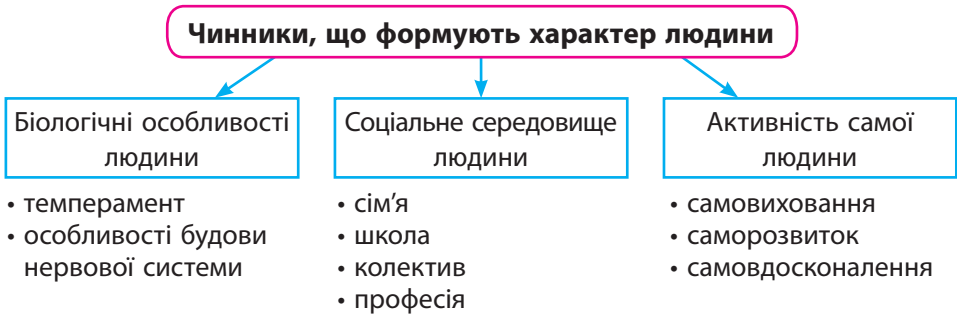 Чинники, що формують характер людини
Біологічні особливості
людини
• темперамент
• особливості будови
нервової системи
Соціальне середовище
людини
• сім'я
• школа
• колектив
• професія
Активність самої
людини
• самовиховання
• саморозвиток
• самовдосконалення